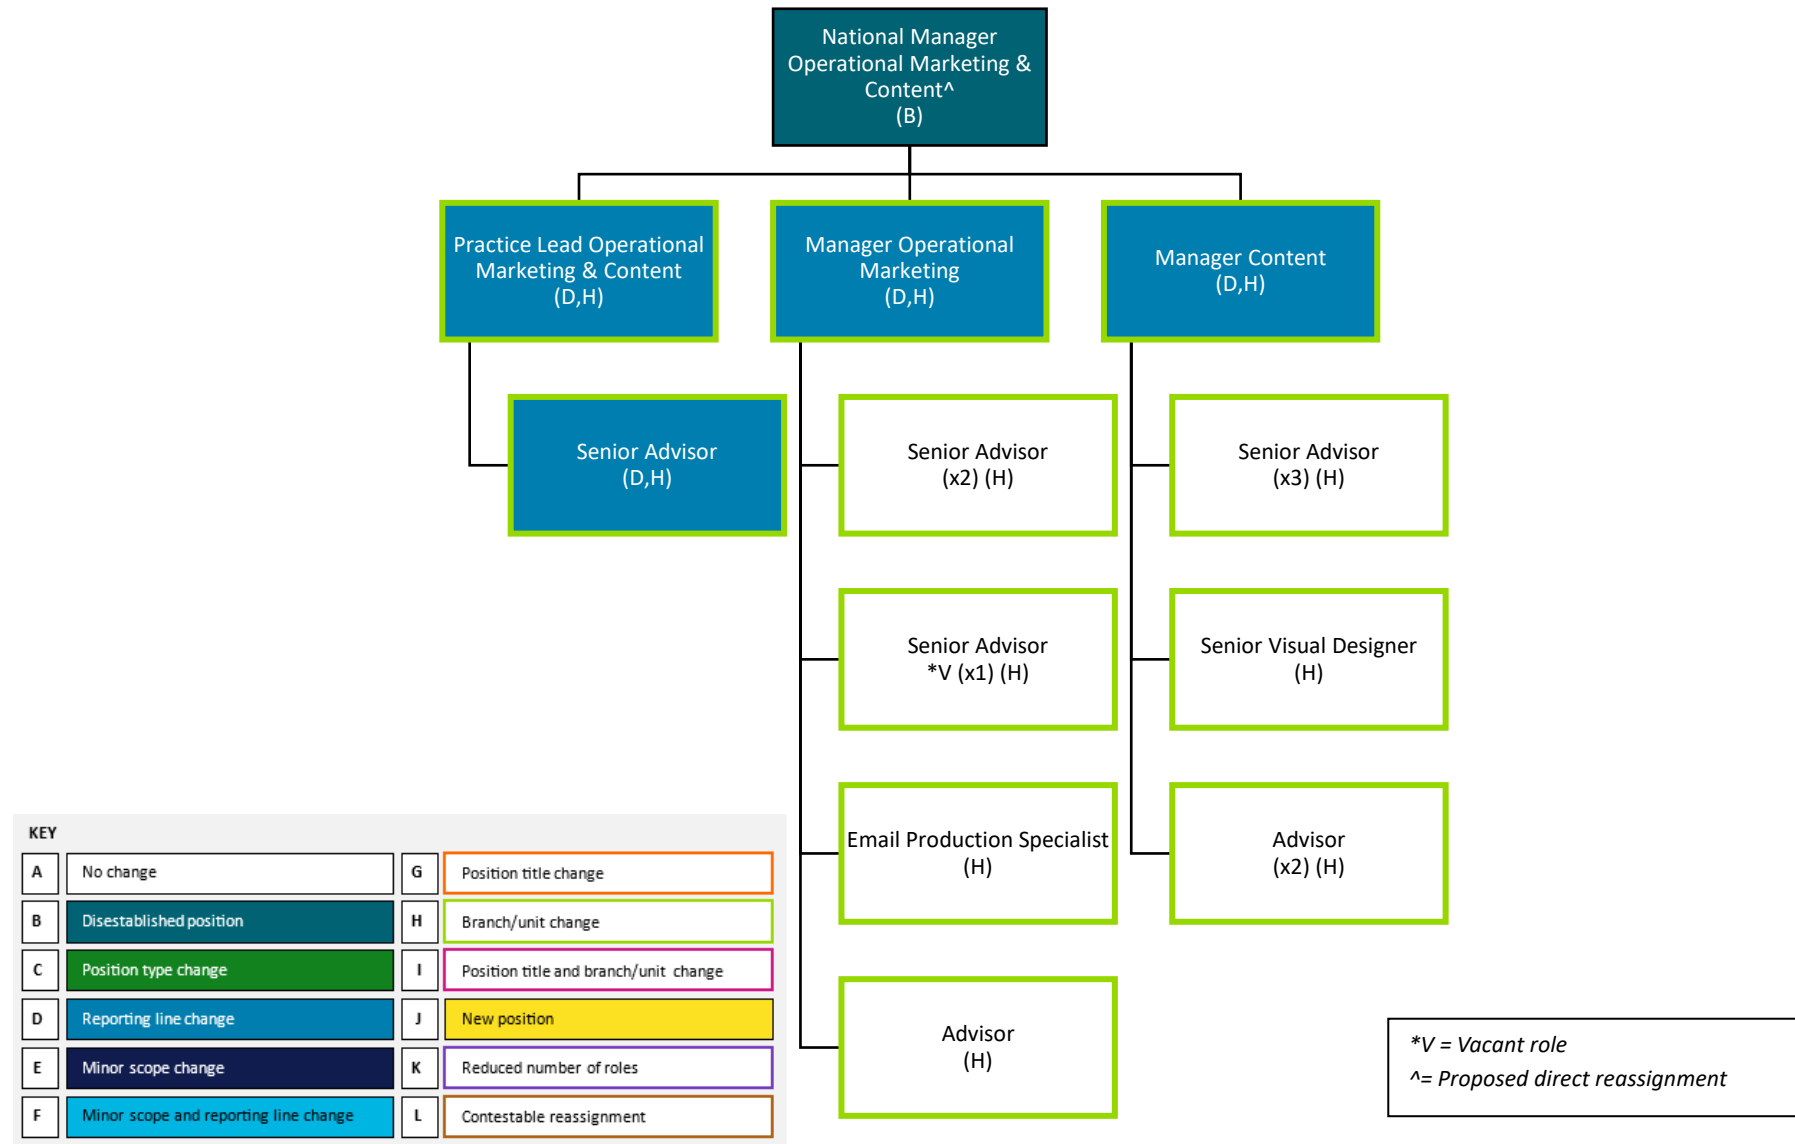 National Manager
Operational Marketing &
Content^
(B)
Practice Lead Operational
Marketing & Content
(D,H)
Manager Operational
Marketing
(D,H)
Manager Content
(D,H)
Senior Advisor
(D,H)
Senior Advisor
(x2) (H)
Senior Advisor
(x3) (H)
Senior Advisor
*V (x1) (H)
Senior Visual Designer
(H)
Email Production Specialist
(H)
Advisor
(x2) (H)
Advisor
(H)
KEY
A No change
B Disestablished position
C Position type change
D Reporting line change
E Minor scope change
F Minor scope and reporting line change
G Position title change
H Branch/unit change
I Position title and branch/unit change
J New position
K Reduced number of roles
L Contestable reassignment
*V = Vacant role
^= Proposed direct reassignment